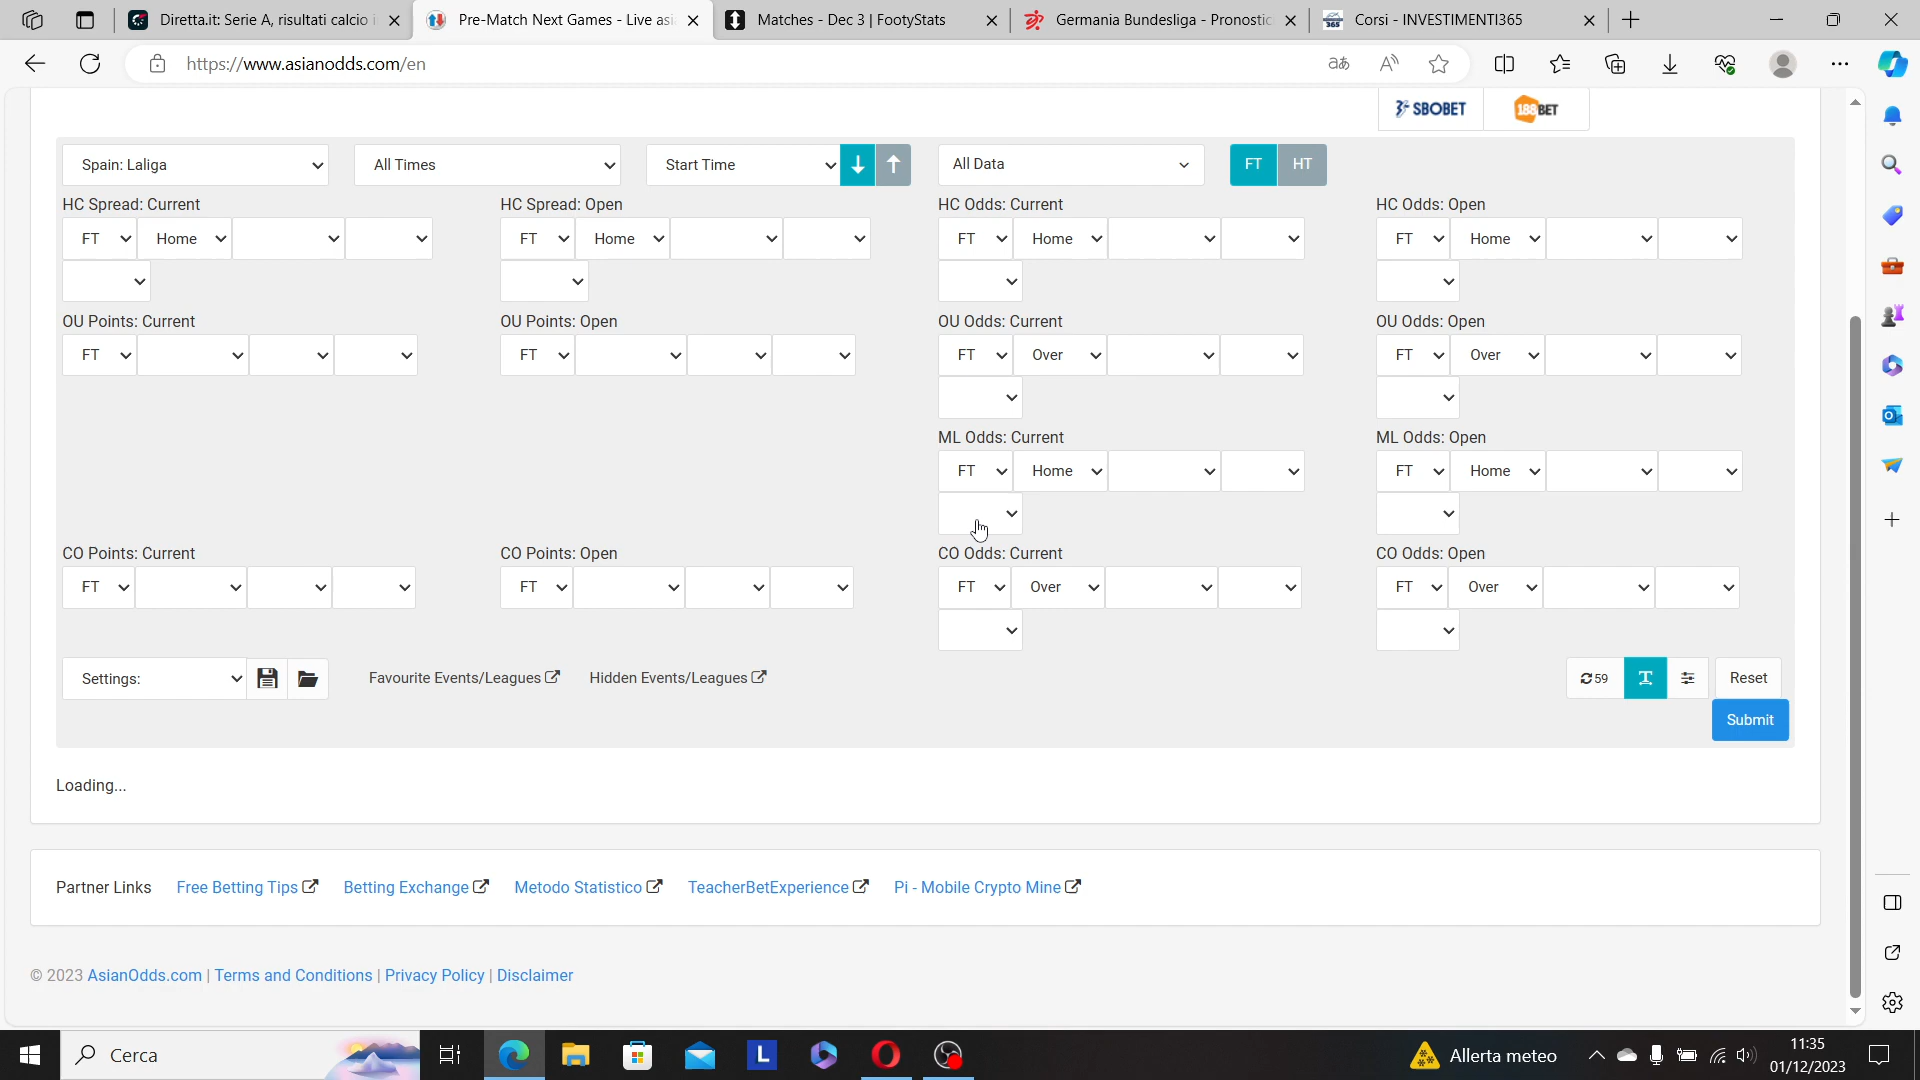 Diretta.it: Serie A, risultati calcio i
Pre-Match Next Games - Live asi
Matches - Dec 3 | FootyStats
Germania Bundesliga - Pronostic
Corsi - INVESTIMENTI365
https://www.asianodds.com/en
SBOBET 188BET
Spain: Laliga All Times Start Time All Data FT HT
HC Spread: Current HC Spread: Open HC Odds: Current HC Odds: Open
FT Home FT Home FT Home FT Home
OU Points: Current OU Points: Open OU Odds: Current OU Odds: Open
FT FT FT Over FT Over
ML Odds: Current ML Odds: Open
FT Home FT Home
CO Points: Current CO Points: Open CO Odds: Current CO Odds: Open
FT FT FT Over FT Over
Settings: Favourite Events/Leagues Hidden Events/Leagues 59 Reset
Submit
Loading...
Partner Links Free Betting Tips Betting Exchange Metodo Statistico TeacherBetExperience Pi - Mobile Crypto Mine
© 2023 AsianOdds.com | Terms and Conditions | Privacy Policy | Disclaimer
Cerca
Allerta meteo
11:35
01/12/2023